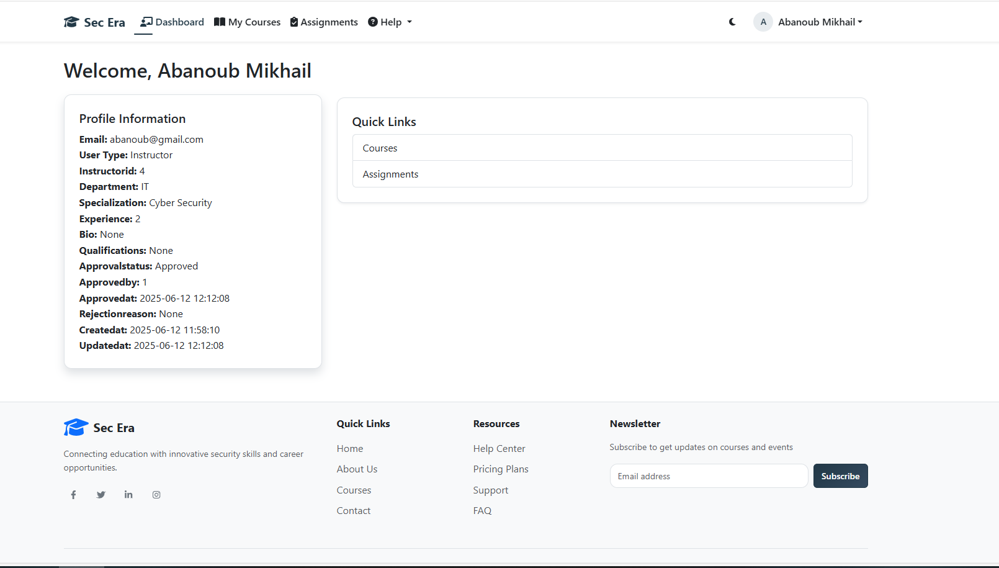 Sec Era Dashboard My Courses Assignments Help A Abanoub Mikhail
Welcome, Abanoub Mikhail
Profile Information
Email: abanoub@gmail.com
User Type: Instructor
Instructorid: 4
Department: IT
Specialization: Cyber Security
Experience: 2
Bio: None
Qualifications: None
Approvalstatus: Approved
Approvedby: 1
Approvedat: 2025-06-12 12:12:08
Rejectionreason: None
Createdat: 2025-06-12 11:58:10
Updatedat: 2025-06-12 12:12:08
Quick Links
Courses
Assignments
Sec Era
Connecting education with innovative security skills and career
opportunities.
Quick Links
Home
About Us
Courses
Contact
Resources
Help Center
Pricing Plans
Support
FAQ
Newsletter
Subscribe to get updates on courses and events
Email address Subscribe